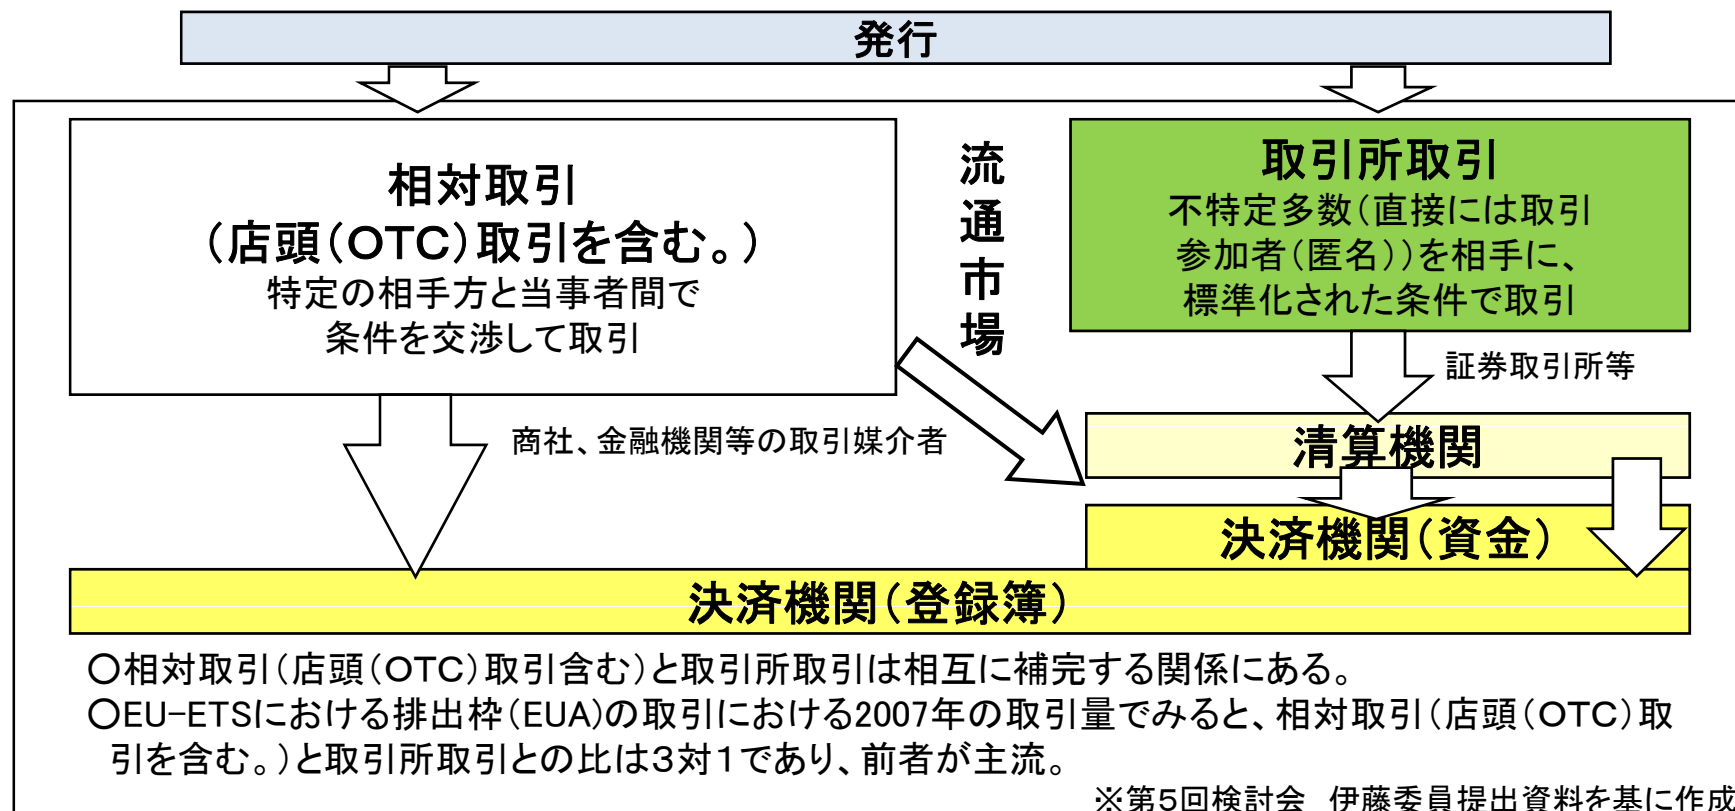 発行
相対取引
（店頭（ＯＴＣ）取引を含む。）
特定の相手方と当事者間で
条件を交渉して取引
流通市場
取引所取引
不特定多数（直接には取引
参加者（匿名））を相手に、
標準化された条件で取引
証券取引所等
商社、金融機関等の取引媒介者
清算機関
決済機関（資金）
決済機関（登録簿）
○相対取引（店頭（ＯＴＣ）取引含む）と取引所取引は相互に補完する関係にある。
○EU-ETSにおける排出枠（EUA）の取引における2007年の取引量でみると、相対取引（店頭（ＯＴＣ）取
引を含む。）と取引所取引との比は３対１であり、前者が主流。
※第５回検討会　伊藤委員提出資料を基に作成